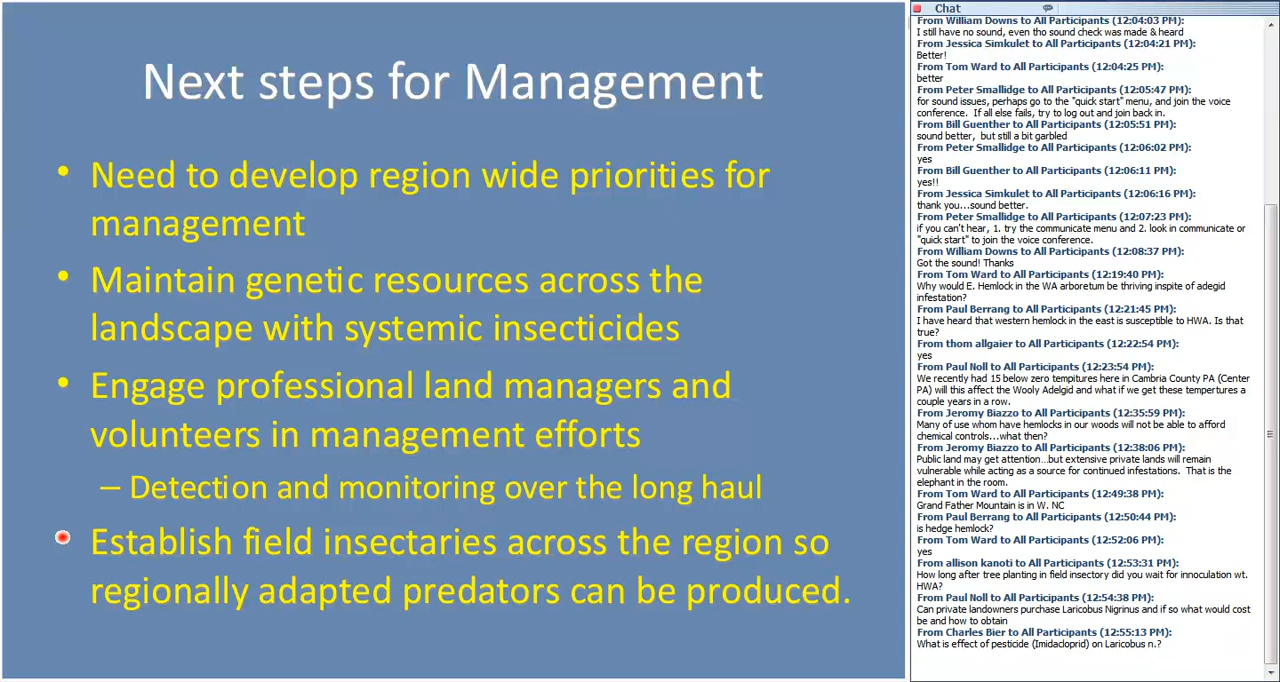 Next steps for Management
• Need to develop region wide priorities for
management
• Maintain genetic resources across the
landscape with systemic insecticides
• Engage professional land managers and
volunteers in management efforts
– Detection and monitoring over the long haul
Establish field insectaries across the region so
regionally adapted predators can be produced.
Chat
From William Downs to All Participants (12:04:03 PM):
I still have no sound, even tho sound check was made & heard
From Jessica Simkulet to All Participants (12:04:21 PM):
Better!
From Tom Ward to All Participants (12:04:25 PM):
better
From Peter Smallidge to All Participants (12:05:47 PM):
for sound issues, perhaps go to the "quick start" menu, and join the voice
conference. If all else fails, try to log out and join back in.
From Bill Guenther to All Participants (12:05:51 PM):
sound better, but still a bit garbled
From Peter Smallidge to All Participants (12:06:02 PM):
yes
From Bill Guenther to All Participants (12:06:11 PM):
yes!!
From Jessica Simkulet to All Participants (12:06:16 PM):
thank you...sound better.
From Peter Smallidge to All Participants (12:07:23 PM):
if you can't hear, 1. try the communicate menu and 2. look in communicate or
"quick start" to join the voice conference.
From William Downs to All Participants (12:08:37 PM):
Got the sound! Thanks
From Tom Ward to All Participants (12:19:40 PM):
Why would E. Hemlock in the WA arboretum be thriving inspite of adegid
infestation?
From Paul Berrang to All Participants (12:21:45 PM):
I have heard that western hemlock in the east is susceptible to HWA. Is that
true?
From thom allgaier to All Participants (12:22:54 PM):
yes
From Paul Noll to All Participants (12:23:54 PM):
We recently had 15 below zero tempitures here in Cambria County PA (Center
PA) will this affect the Wooly Adelgid and what if we get these tempertures a
couple years in a row.
From Jeromy Biazzo to All Participants (12:35:59 PM):
Many of use whom have hemlocks in our woods will not be able to afford
chemical controls...what then?
From Jeromy Biazzo to All Participants (12:38:06 PM):
Public land may get attention...but extensive private lands will remain
vulnerable while acting as a source for continued infestations. That is the
elephant in the room.
From Tom Ward to All Participants (12:49:38 PM):
Grand Father Mountain is in W. NC
From Paul Berrang to All Participants (12:50:44 PM):
is hedge hemlock?
From Tom Ward to All Participants (12:52:06 PM):
yes
From allison kanoti to All Participants (12:53:31 PM):
How long after tree planting in field insectory did you wait for innoculation wt.
HWA?
From Paul Noll to All Participants (12:54:38 PM):
Can private landowners purchase Laricobus Nigrinus and if so what would cost
be and how to obtain
From Charles Bier to All Participants (12:55:13 PM):
What is effect of pesticide (Imidacloprid) on Laricobus n.?